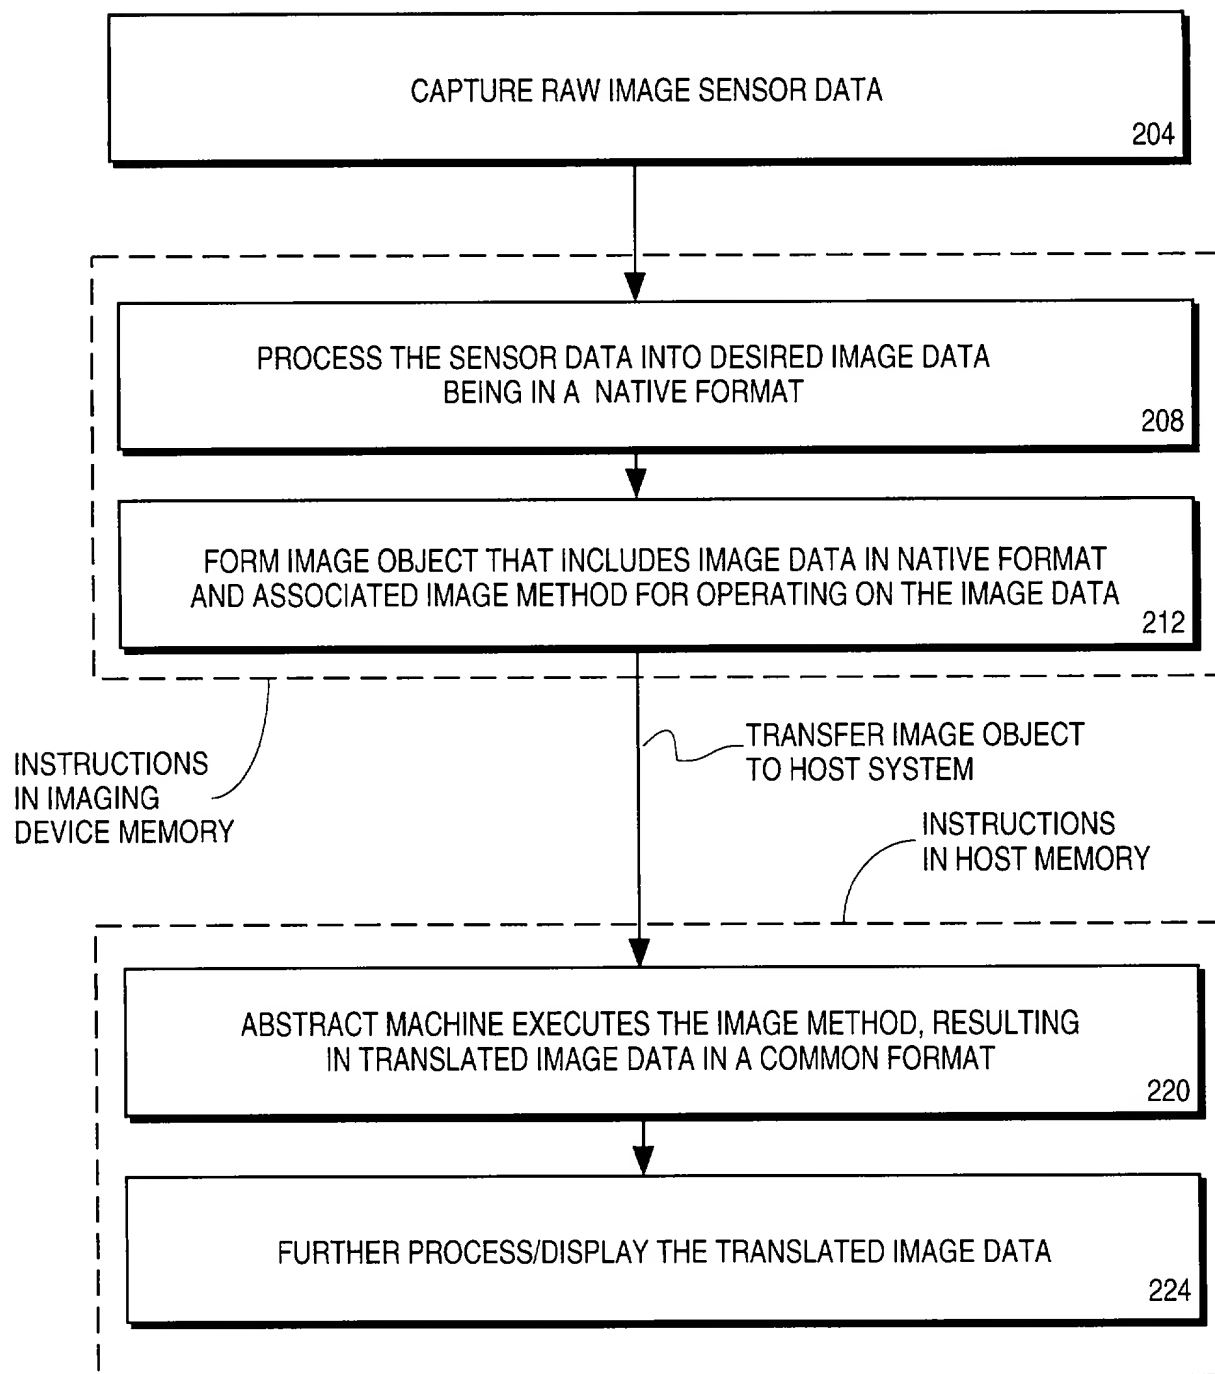 CAPTURE RAW IMAGE SENSOR DATA
204
PROCESS THE SENSOR DATA INTO DESIRED IMAGE DATA
BEING IN A NATIVE FORMAT
208
FORM IMAGE OBJECT THAT INCLUDES IMAGE DATA IN NATIVE FORMAT
AND ASSOCIATED IMAGE METHOD FOR OPERATING ON THE IMAGE DATA
212
INSTRUCTIONS
IN IMAGING
DEVICE MEMORY
TRANSFER IMAGE OBJECT
TO HOST SYSTEM
INSTRUCTIONS
IN HOST MEMORY
ABSTRACT MACHINE EXECUTES THE IMAGE METHOD, RESULTING
IN TRANSLATED IMAGE DATA IN A COMMON FORMAT
220
FURTHER PROCESS/DISPLAY THE TRANSLATED IMAGE DATA
224